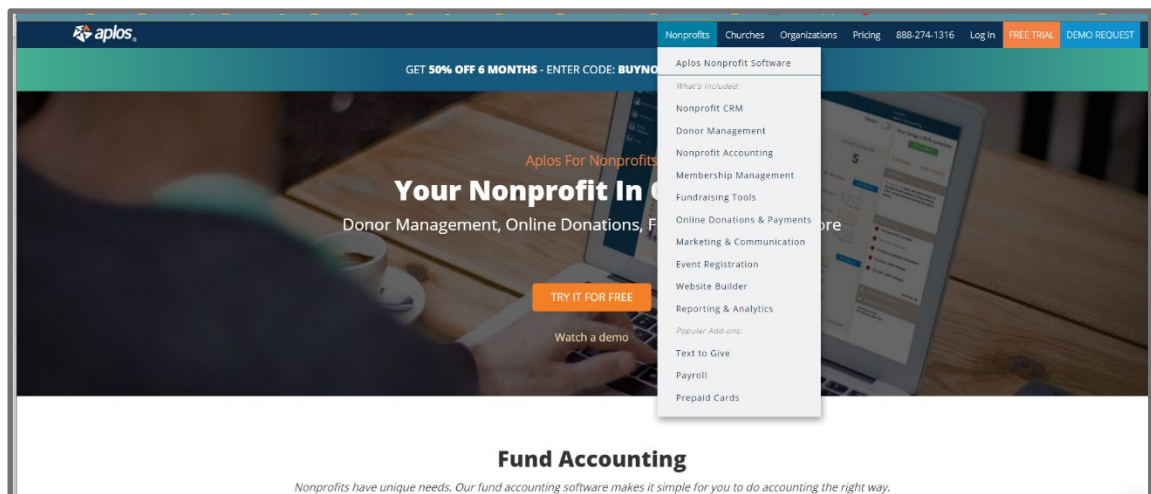 aplos
Nonprofits Churches Organizations Pricing 888-274-1316 Log In FREE TRIAL DEMO REQUEST
GET 50% OFF 6 MONTHS - ENTER CODE: BUYNO
Aplos Nonprofit Software
What's Included:
Nonprofit CRM
Donor Management
Nonprofit Accounting
Membership Management
Fundraising Tools
Online Donations & Payments
Marketing & Communication
Event Registration
Website Builder
Reporting & Analytics
Popular Add-ons:
Text to Give
Payroll
Prepaid Cards
Aplos For Nonprofits
Your Nonprofit In
Donor Management, Online Donations, F ore
TRY IT FOR FREE
Watch a demo
5
Fund Accounting
Nonprofits have unique needs. Our fund accounting software makes it simple for you to do accounting the right way.